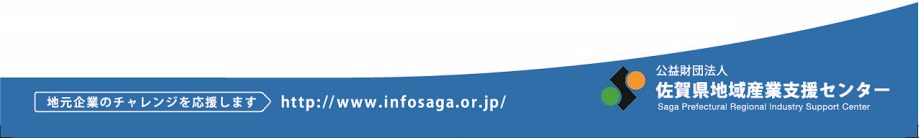 地元企業のチャレンジを応援します
http://www.infosaga.or.jp/
公益財団法人
佐賀県地域産業支援センター
Saga Prefectural Regional Industry Support Center